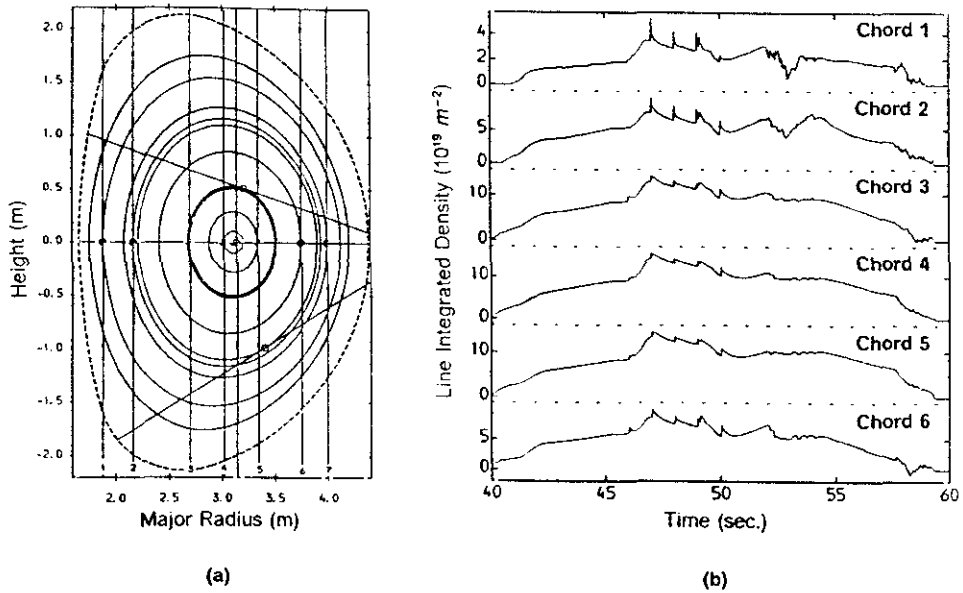 2.0
1.5
1.0
0.5
0.0
-0.5
-1.0
-1.5
-2.0
Height (m)
1 2 3 4 5 6 7
2.0 2.5 3.0 3.5 4.0
Major Radius (m)
(a)
Line Integrated Density (10¹⁹ m⁻²)
4
2
0
Chord 1
5
0
Chord 2
10
0
Chord 3
10
0
Chord 4
10
0
Chord 5
5
0
Chord 6
40 45 50 55 60
Time (sec.)
(b)